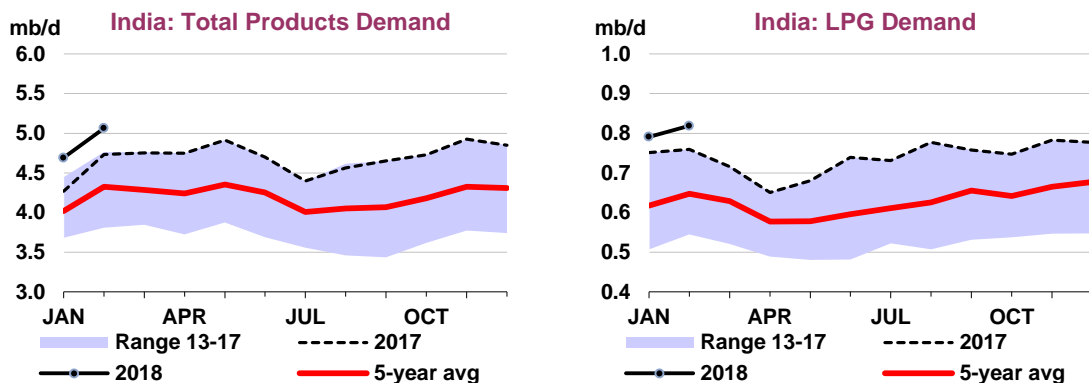 India: Total Products Demand
mb/d
6.0
5.5
5.0
4.5
4.0
3.5
3.0
JAN APR JUL OCT
Range 13-17 2017
2018 5-year avg
India: LPG Demand
mb/d
1.0
0.9
0.8
0.7
0.6
0.5
0.4
JAN APR JUL OCT
Range 13-17 2017
2018 5-year avg